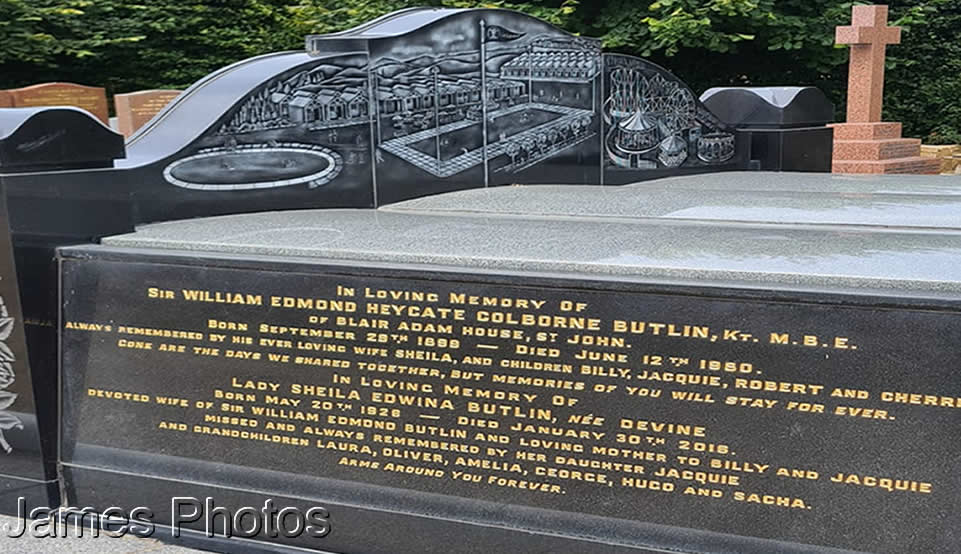 IN LOVING MEMORY OF
SIR WILLIAM EDMOND HEYGATE COLBORNE BUTLIN, KT. M.B.E.
OF BLAIR ADAM HOUSE, ST JOHN.
BORN SEPTEMBER 29TH 1899 — DIED JUNE 12TH 1980.
ALWAYS REMEMBERED BY HIS EVER LOVING WIFE SHEILA, AND CHILDREN BILLY, JACQUIE, ROBERT AND CHERRI
GONE ARE THE DAYS WE SHARED TOGETHER, BUT MEMORIES OF YOU WILL STAY FOR EVER.
IN LOVING MEMORY OF
LADY SHEILA EDWINA BUTLIN, NÉE DEVINE
BORN MAY 20TH 1928 — DIED JANUARY 30TH 2018.
DEVOTED WIFE OF SIR WILLIAM EDMOND BUTLIN AND LOVING MOTHER TO BILLY AND JACQUIE
MISSED AND ALWAYS REMEMBERED BY HER DAUGHTER JACQUIE
AND GRANDCHILDREN LAURA, OLIVER, AMELIA, GEORGE, HUGO AND SACHA.
ARMS AROUND YOU FOREVER.
James Photos